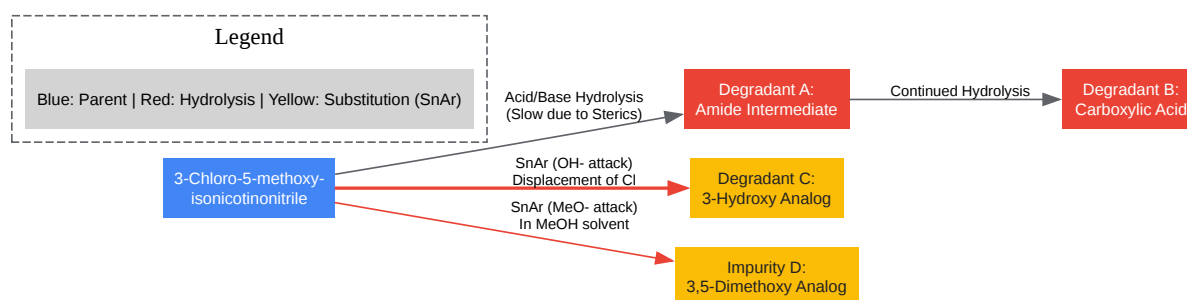 Legend
Blue: Parent | Red: Hydrolysis | Yellow: Substitution (SnAr)
Acid/Base Hydrolysis
(Slow due to Sterics)
Degradant A:
Amide Intermediate
Continued Hydrolysis
Degradant B:
Carboxylic Acid
3-Chloro-5-methoxy-
isonicotinonitrile
SnAr (OH- attack)
Displacement of Cl
Degradant C:
3-Hydroxy Analog
SnAr (MeO- attack)
In MeOH solvent
Impurity D:
3,5-Dimethoxy Analog